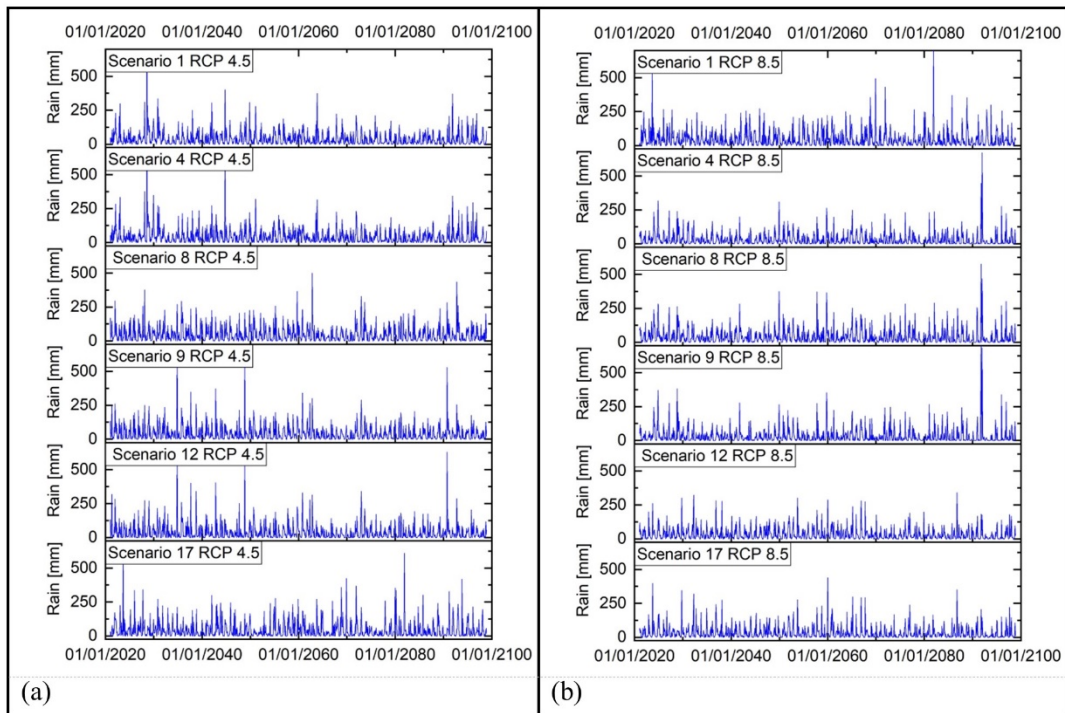 01/01/2020 01/01/2040 01/01/2060 01/01/2080 01/01/2100
Rain [mm]
500
250
0
Scenario 1 RCP 4.5
Rain [mm]
500
250
0
Scenario 4 RCP 4.5
Rain [mm]
500
250
0
Scenario 8 RCP 4.5
Rain [mm]
500
250
0
Scenario 9 RCP 4.5
Rain [mm]
500
250
0
Scenario 12 RCP 4.5
Rain [mm]
500
250
0
Scenario 17 RCP 4.5
01/01/2020 01/01/2040 01/01/2060 01/01/2080 01/01/2100
(a)
01/01/2020 01/01/2040 01/01/2060 01/01/2080 01/01/2100
Rain [mm]
500
250
0
Scenario 1 RCP 8.5
Rain [mm]
500
250
0
Scenario 4 RCP 8.5
Rain [mm]
500
250
0
Scenario 8 RCP 8.5
Rain [mm]
500
250
0
Scenario 9 RCP 8.5
Rain [mm]
500
250
0
Scenario 12 RCP 8.5
Rain [mm]
500
250
0
Scenario 17 RCP 8.5
01/01/2020 01/01/2040 01/01/2060 01/01/2080 01/01/2100
(b)